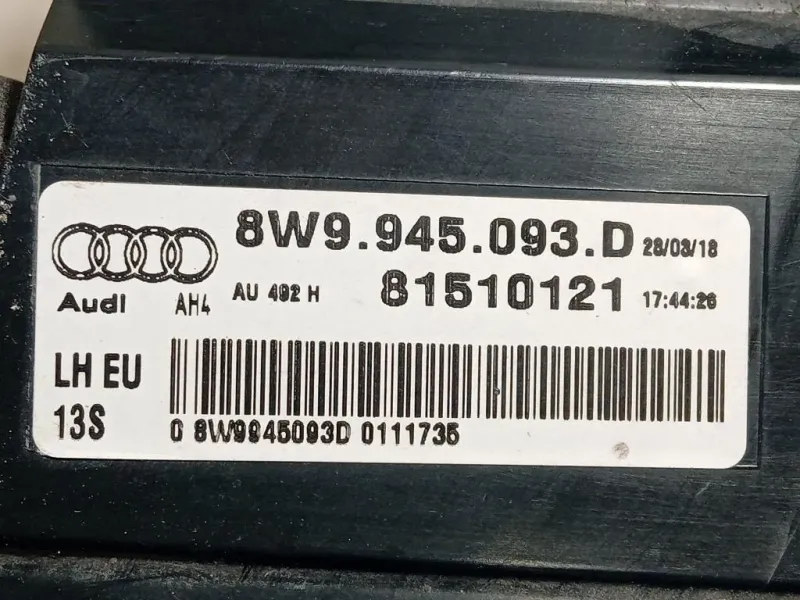 8W9.945.093.D 28/03/18
Audi AH4 AU 492 H 81510121 17:44:26
LH EU
13S
0 8W9945093D 0111735